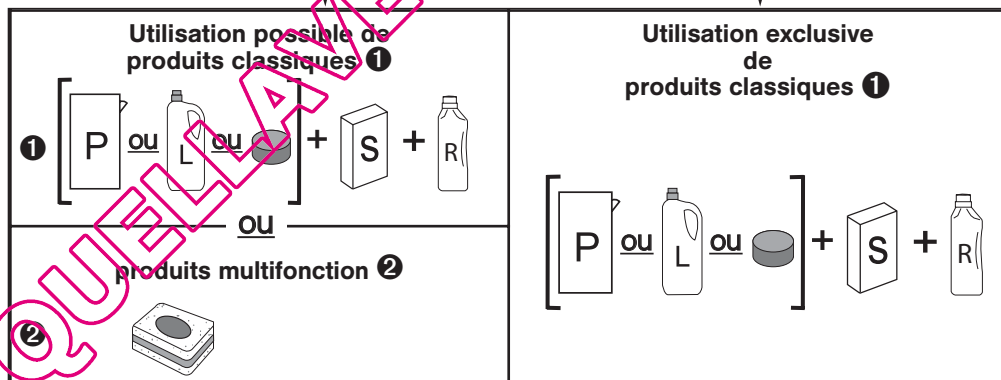 Utilisation possible de
produits classiques ❶
❶ [ P ou L ou ] + S + R
ou
produits multifonction ❷
❷
Utilisation exclusive
de
produits classiques ❶
[ P ou L ou ] + S + R
QUELLAVE